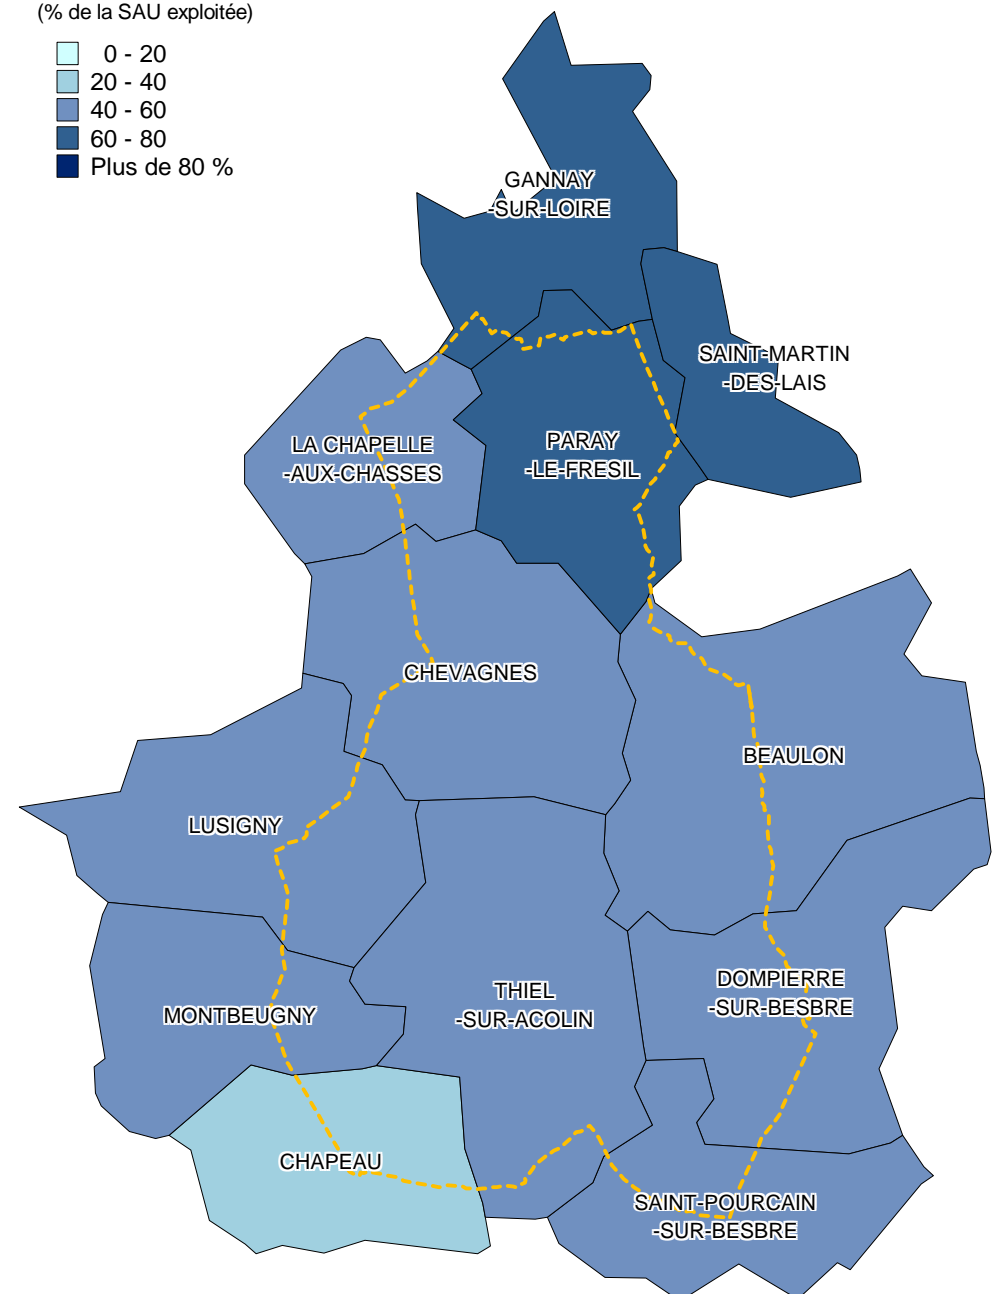 (% de la SAU exploitée)
0 - 20
20 - 40
40 - 60
60 - 80
Plus de 80 %
GANNAY
-SUR-LOIRE
SAINT-MARTIN
-DES-LAIS
LA CHAPELLE
-AUX-CHASSES
PARAY
-LE-FRESIL
CHEVAGNES
BEAULON
LUSIGNY
DOMPIERRE
-SUR-BESBRE
THIEL
-SUR-ACOLIN
MONTBEUGNY
CHAPEAU
SAINT-POURCAIN
-SUR-BESBRE